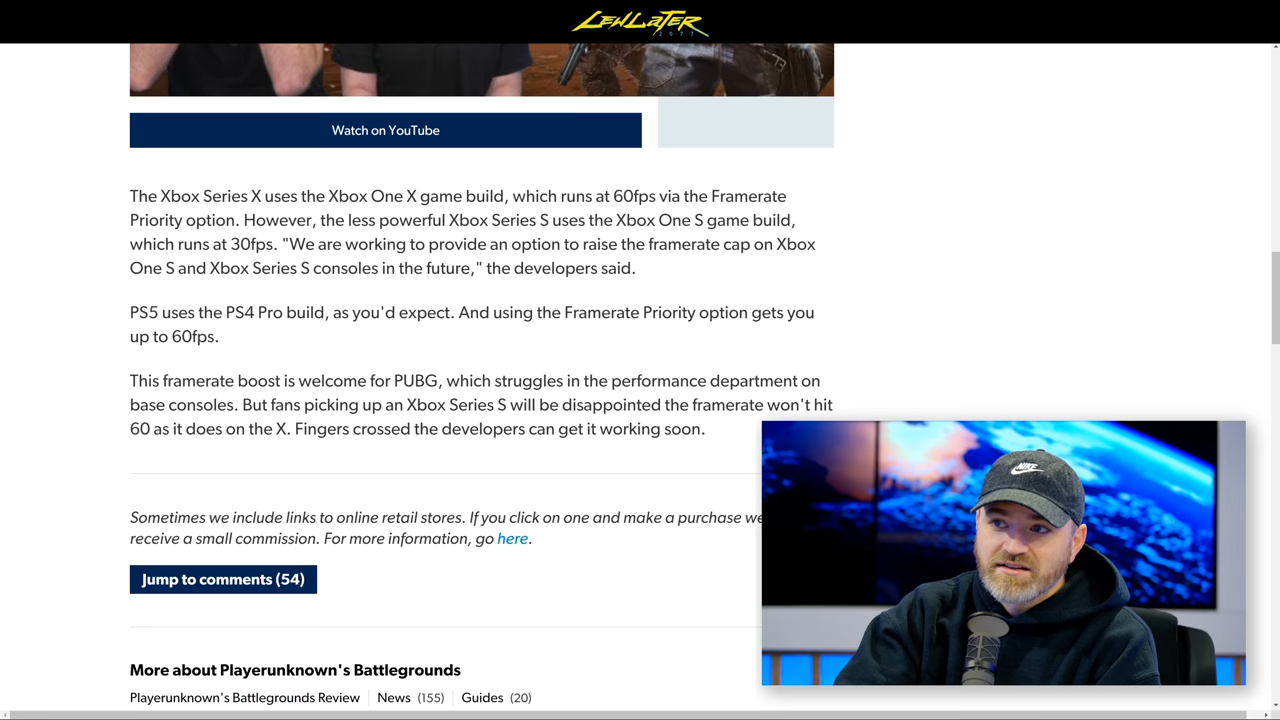 LEWLATER
2077
Watch on YouTube
The Xbox Series X uses the Xbox One X game build, which runs at 60fps via the Framerate
Priority option. However, the less powerful Xbox Series S uses the Xbox One S game build,
which runs at 30fps. "We are working to provide an option to raise the framerate cap on Xbox
One S and Xbox Series S consoles in the future," the developers said.
PS5 uses the PS4 Pro build, as you'd expect. And using the Framerate Priority option gets you
up to 60fps.
This framerate boost is welcome for PUBG, which struggles in the performance department on
base consoles. But fans picking up an Xbox Series S will be disappointed the framerate won't hit
60 as it does on the X. Fingers crossed the developers can get it working soon.
Sometimes we include links to online retail stores. If you click on one and make a purchase we
receive a small commission. For more information, go here.
Jump to comments (54)
More about Playerunknown's Battlegrounds
Playerunknown's Battlegrounds Review News (155) Guides (20)
NIKE